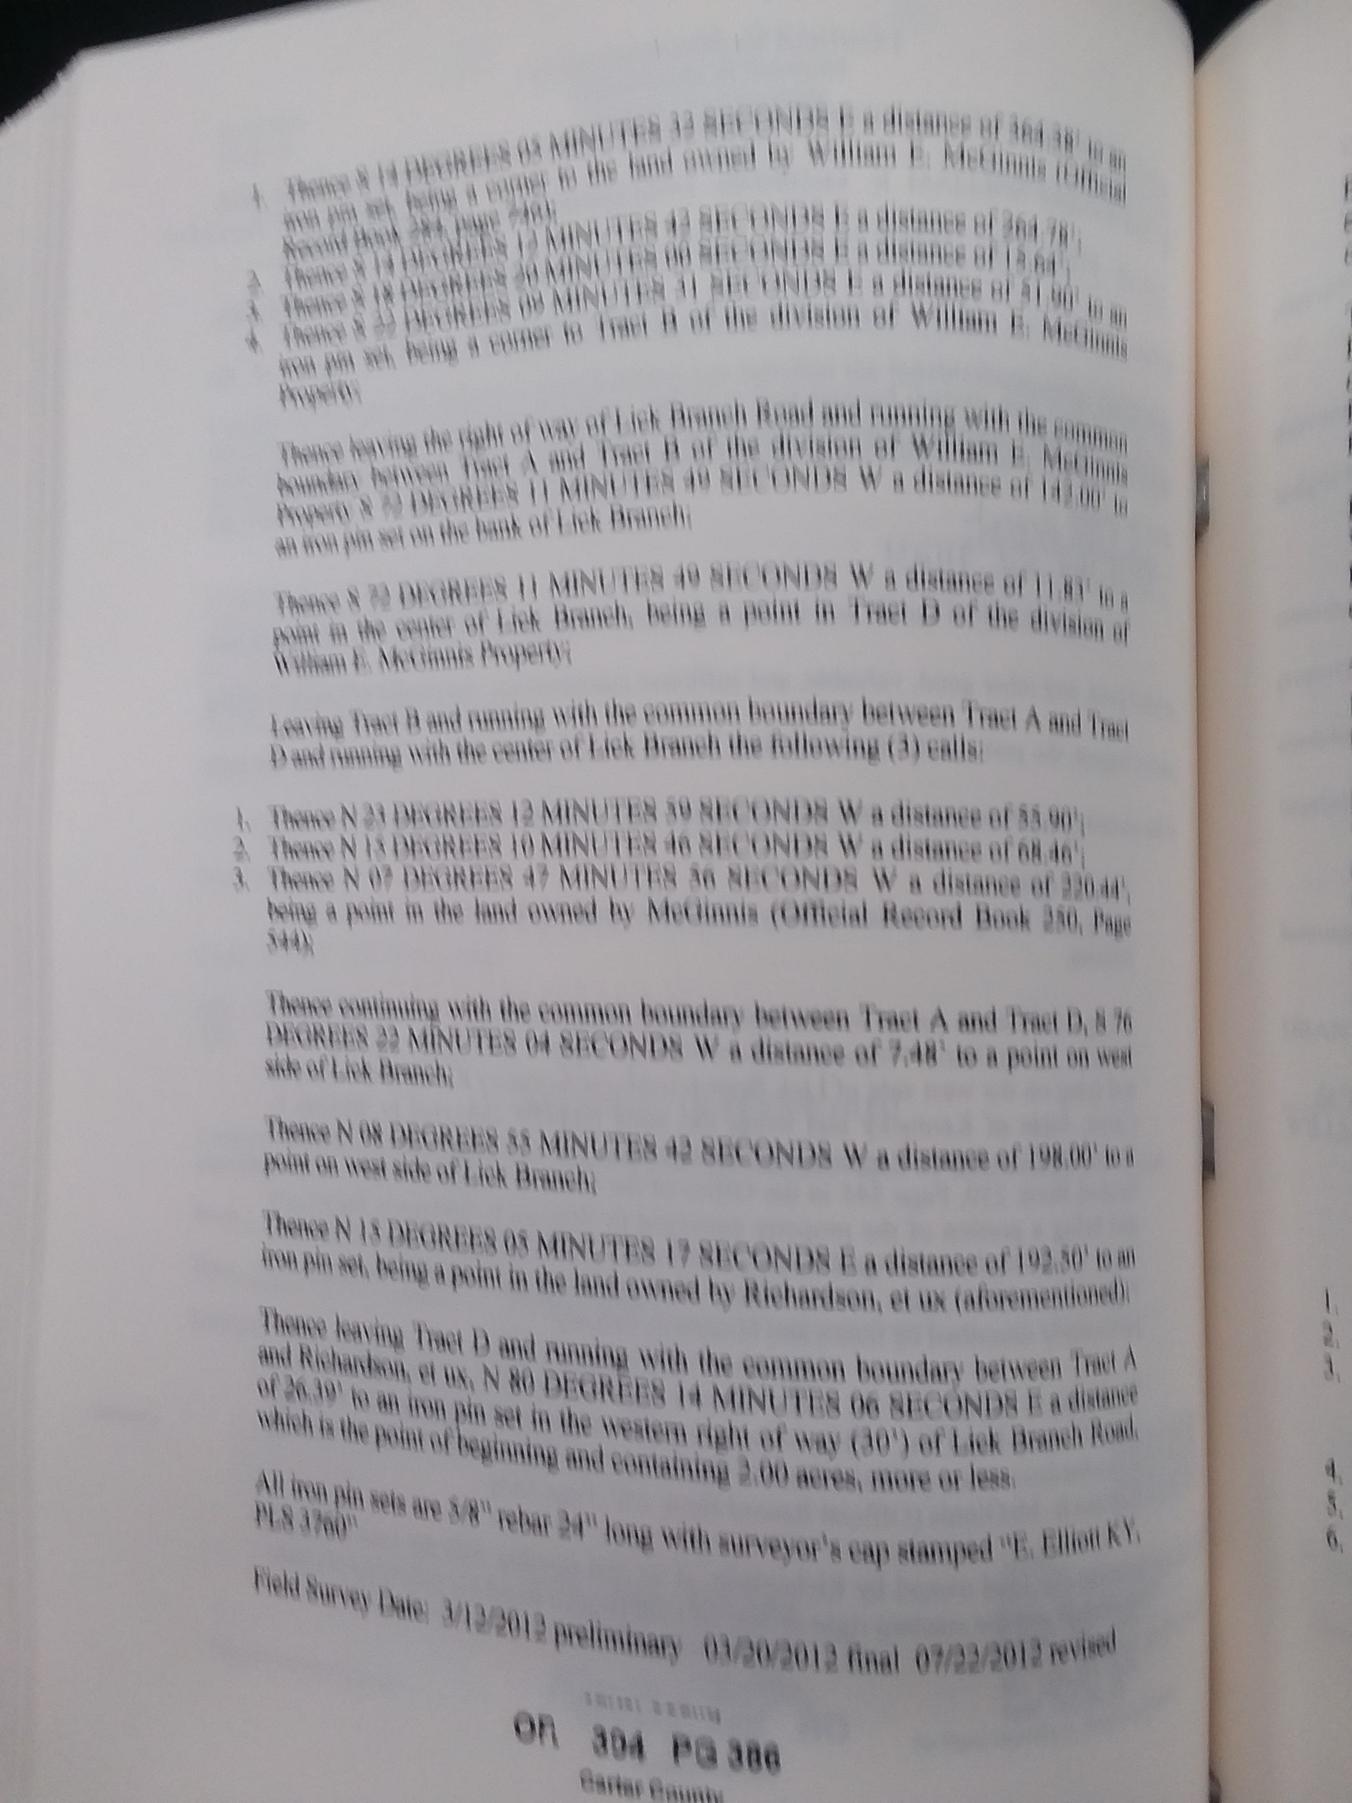 1. Thence S 14 DEGREES 03 MINUTES 33 SECONDS E a distance of 364.38' to an
iron pin set, being a corner to the land owned by William E. McGinnis (Official
Record Book 284, page 746);
2. Thence S 14 DEGREES 12 MINUTES 43 SECONDS E a distance of 264.78';
3. Thence S 18 DEGREES 20 MINUTES 00 SECONDS E a distance of 13.64';
4. Thence S 22 DEGREES 09 MINUTES 31 SECONDS E a distance of 51.90' to an
iron pin set, being a corner to Tract B of the division of William E. McGinnis
Property;
Thence leaving the right of way of Lick Branch Road and running with the common
boundary between Tract A and Tract B of the division of William E. McGinnis
Property S 72 DEGREES 11 MINUTES 49 SECONDS W a distance of 142.00' to
an iron pin set on the bank of Lick Branch;
Thence S 72 DEGREES 11 MINUTES 49 SECONDS W a distance of 11.83' to a
point in the center of Lick Branch, being a point in Tract D of the division of
William E. McGinnis Property;
Leaving Tract B and running with the common boundary between Tract A and Tract
D and running with the center of Lick Branch the following (3) calls:
1. Thence N 23 DEGREES 12 MINUTES 59 SECONDS W a distance of 55.90';
2. Thence N 15 DEGREES 10 MINUTES 46 SECONDS W a distance of 68.46';
3. Thence N 07 DEGREES 47 MINUTES 56 SECONDS W a distance of 220.44',
being a point in the land owned by McGinnis (Official Record Book 250, Page
544);
Thence continuing with the common boundary between Tract A and Tract D, S 76
DEGREES 22 MINUTES 04 SECONDS W a distance of 7.48' to a point on west
side of Lick Branch;
Thence N 08 DEGREES 55 MINUTES 42 SECONDS W a distance of 198.00' to a
point on west side of Lick Branch;
Thence N 15 DEGREES 05 MINUTES 17 SECONDS E a distance of 192.50' to an
iron pin set, being a point in the land owned by Richardson, et ux (aforementioned);
Thence leaving Tract D and running with the common boundary between Tract A
and Richardson, et ux, N 80 DEGREES 14 MINUTES 06 SECONDS E a distance
of 26.39' to an iron pin set in the western right of way (30') of Lick Branch Road,
which is the point of beginning and containing 2.00 acres, more or less.
All iron pin sets are 5/8" rebar 24" long with surveyor's cap stamped "E. Elliott KY.
PLS 3760"
Field Survey Date: 3/12/2012 preliminary 03/20/2012 final 07/22/2012 revised
OR 304 PG 386
Carter County
1.
2.
3.
4.
5.
6.